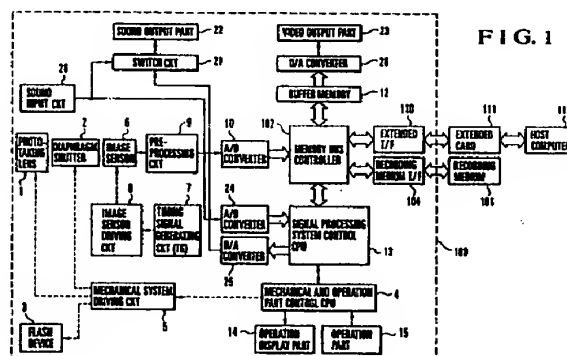 FIG. 1
SOUND OUTPUT PART
22
VIDEO OUTPUT PART
23
SWITCH CKT
21
D/A CONVERTER
SOUND INPUT CKT
BUFFER MEMORY
12
2
6
9
10
102
110
111
PHOTO-TAKING LENS
1
DIAPHRAGM SHUTTER
IMAGE SENSOR
PRE-PROCESSING CKT
A/D CONVERTER
MEMORY BUS CONTROLLER
EXTENDED I/F
EXTENDED CARD
HOST COMPUTER
RECORDING MEDIUM I/F
104
RECORDING MEDIUM
7
24
IMAGE SENSOR DRIVING CKT
TIMING SIGNAL GENERATING CKT (TG)
A/D CONVERTER
SIGNAL PROCESSING SYSTEM CONTROL CPU
13
D/A CONVERTER
25
MECHANICAL SYSTEM DRIVING CKT
5
MECHANICAL AND OPERATION PART CONTROL CPU
4
3
FLASH DEVICE
14
OPERATION DISPLAY PART
OPERATION PART
15